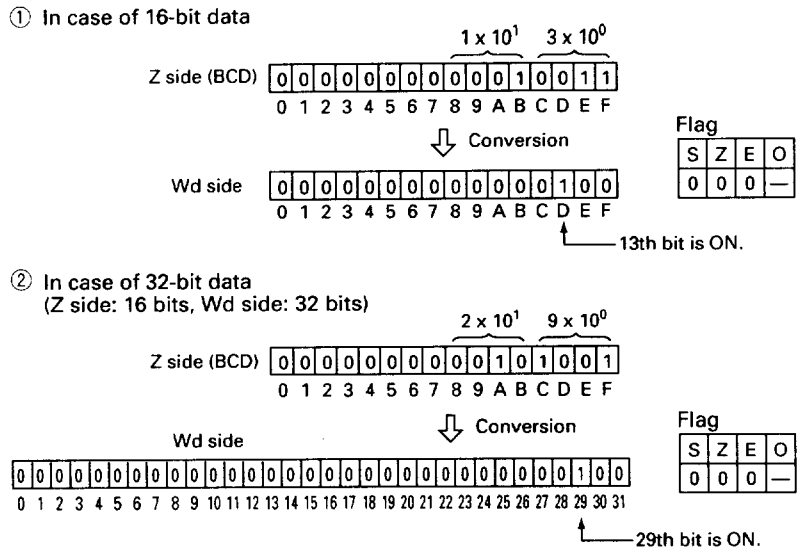 ① In case of 16-bit data
1 x 10¹ 3 x 10⁰
Z side (BCD) 0 0 0 0 0 0 0 0 0 0 0 1 0 0 1 1
0 1 2 3 4 5 6 7 8 9 A B C D E F
Conversion
Flag
S Z E O
0 0 0 —
Wd side 0 0 0 0 0 0 0 0 0 0 0 0 0 1 0 0
0 1 2 3 4 5 6 7 8 9 A B C D E F
13th bit is ON.
② In case of 32-bit data
(Z side: 16 bits, Wd side: 32 bits)
2 x 10¹ 9 x 10⁰
Z side (BCD) 0 0 0 0 0 0 0 0 0 0 1 0 1 0 0 1
0 1 2 3 4 5 6 7 8 9 A B C D E F
Conversion
Flag
S Z E O
0 0 0 —
Wd side
0 0 0 0 0 0 0 0 0 0 0 0 0 0 0 0 0 0 0 0 0 0 0 0 0 0 0 0 0 1 0 0
0 1 2 3 4 5 6 7 8 9 10 11 12 13 14 15 16 17 18 19 20 21 22 23 24 25 26 27 28 29 30 31
29th bit is ON.